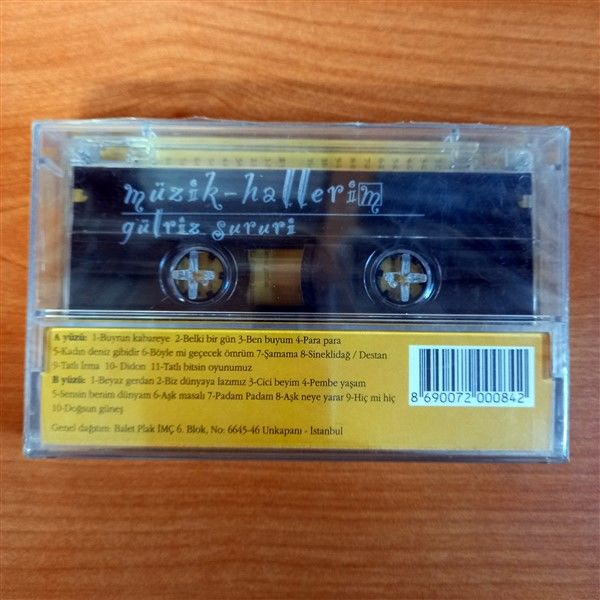 müzik-hallerim
gülriz sururi
A yüzü: 1-Buyrun kabareye 2-Belki bir gün 3-Ben buyum 4-Para para
5-Kadın deniz gibidir 6-Böyle mi geçecek ömrüm 7-Şamama 8-Sineklidağ / Destan
9-Tatlı İrma 10- Didon 11-Tatlı bitsin oyunumuz
B yüzü: 1-Beyaz gerdan 2-Biz dünyaya lazımız 3-Cici beyim 4-Pembe yaşam
5-Sensin benim dünyam 6-Aşk masalı 7-Padam Padam 8-Aşk neye yarar 9-Hiç mi hiç
10-Doğsun güneş
Genel dağıtım: Balet Plak İMÇ 6. Blok, No: 6645-46 Unkapanı - İstanbul
8 690072 000842